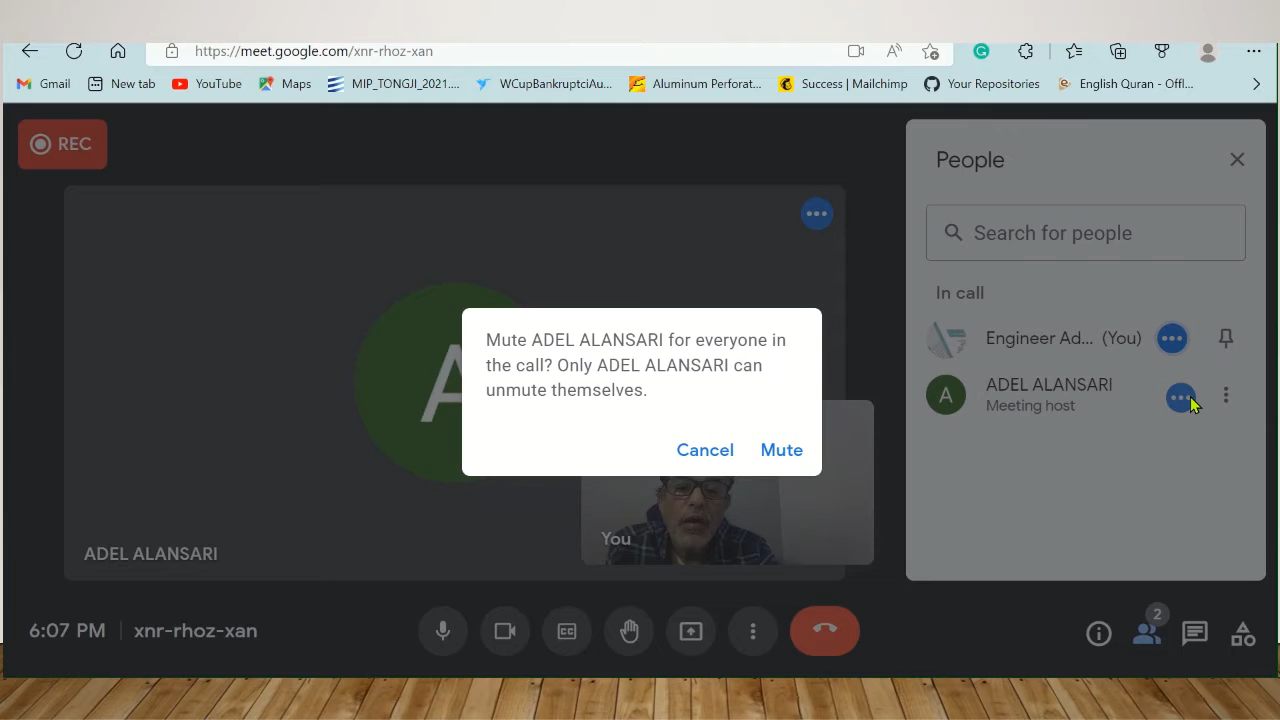 https://meet.google.com/xnr-rhoz-xan
Gmail
New tab
YouTube
Maps
MIP_TONGJI_2021....
WCupBankruptciAu...
Aluminum Perforat...
Success | Mailchimp
Your Repositories
English Quran - Offl...
REC
People
Search for people
In call
Engineer Ad... (You)
A
ADEL ALANSARI
Meeting host
A
Mute ADEL ALANSARI for everyone in
the call? Only ADEL ALANSARI can
unmute themselves.
Cancel Mute
You
ADEL ALANSARI
6:07 PM | xnr-rhoz-xan
CC
2